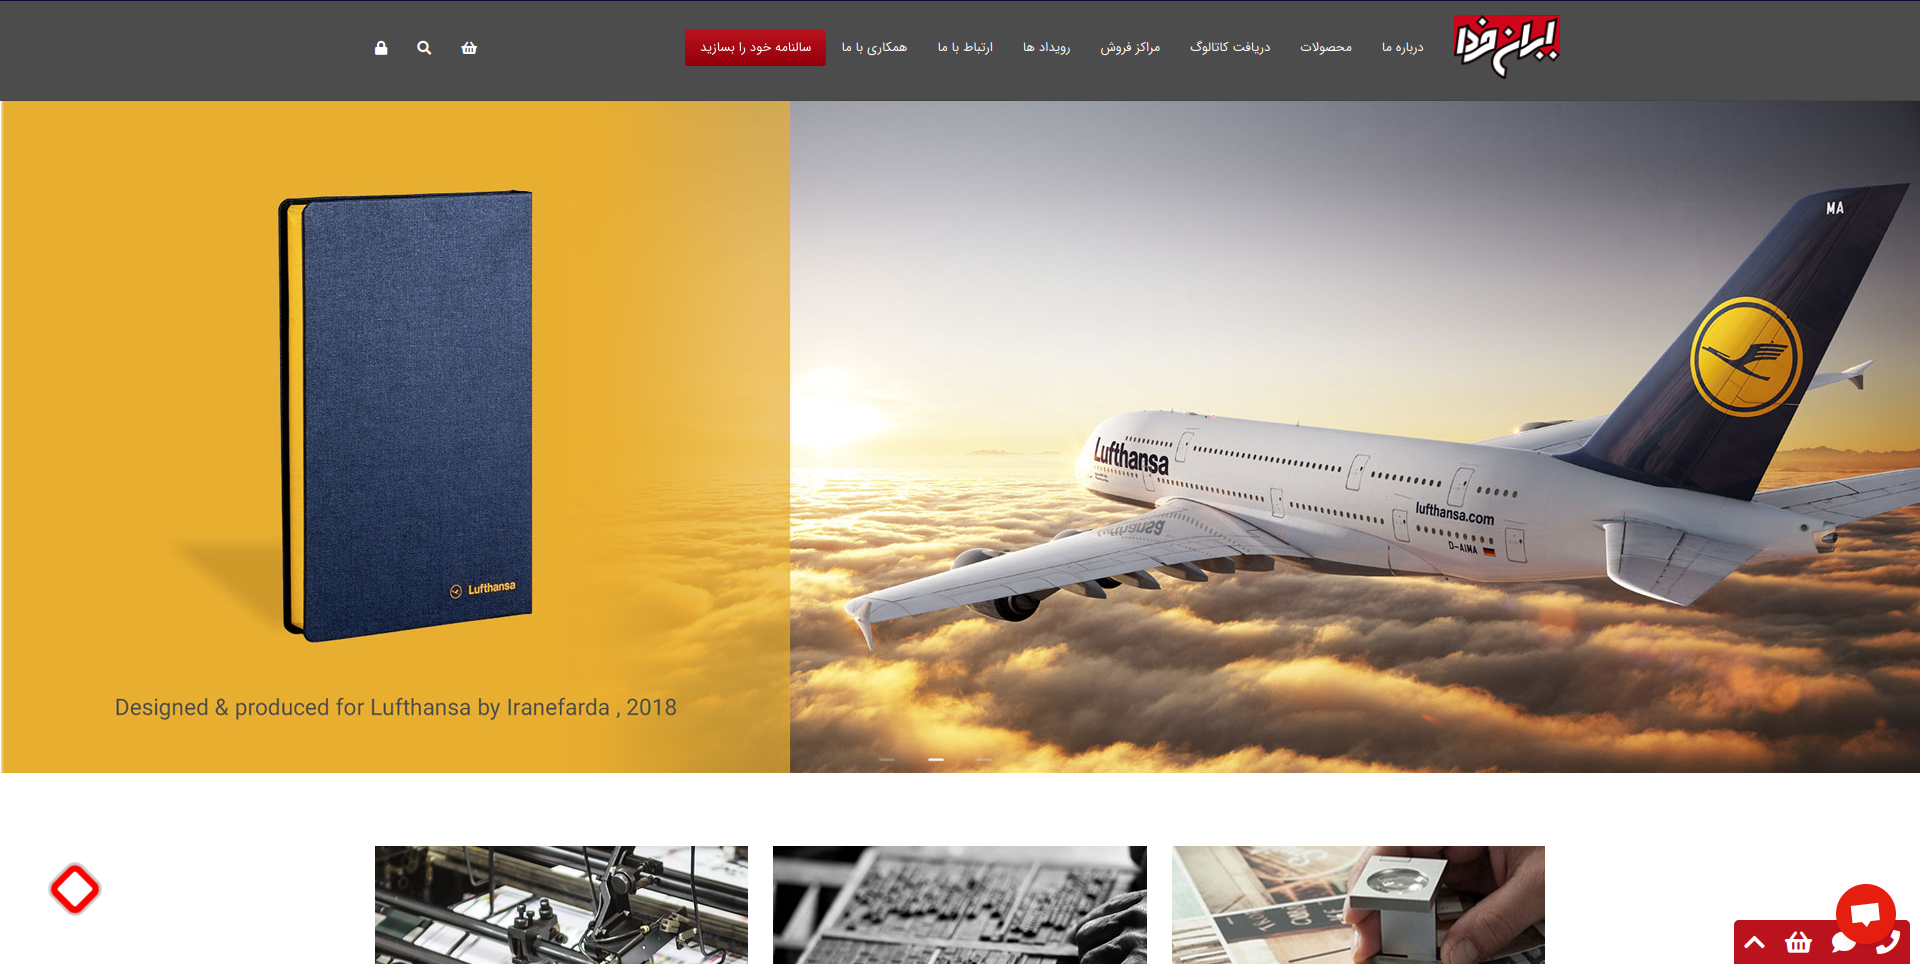 ایران فردا
درباره ما
محصولات
دریافت کاتالوگ
مراکز فروش
رویداد ها
ارتباط با ما
همکاری با ما
سالنامه خود را بسازید
MA
Lufthansa
lufthansa.com
D-AIMA
Lufthansa
Designed & produced for Lufthansa by Iranefarda , 2018